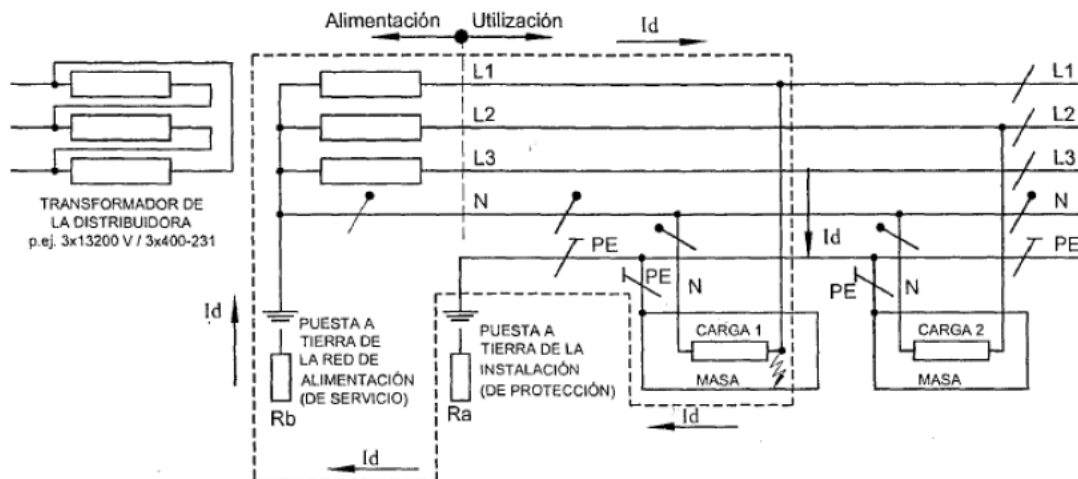 Alimentación
Utilización
Id
L1
L1
L2
L2
L3
L3
TRANSFORMADOR DE
LA DISTRIBUIDORA
p.ej. 3x13200 V / 3x400-231
N
N
PE
Id
PE
PE
N
PE
N
Id
PUESTA A
TIERRA DE
LA RED DE
ALIMENTACIÓN
(DE SERVICIO)
Rb
PUESTA A
TIERRA DE LA
INSTALACIÓN
(DE PROTECCIÓN)
Ra
CARGA 1
MASA
CARGA 2
MASA
Id
Id